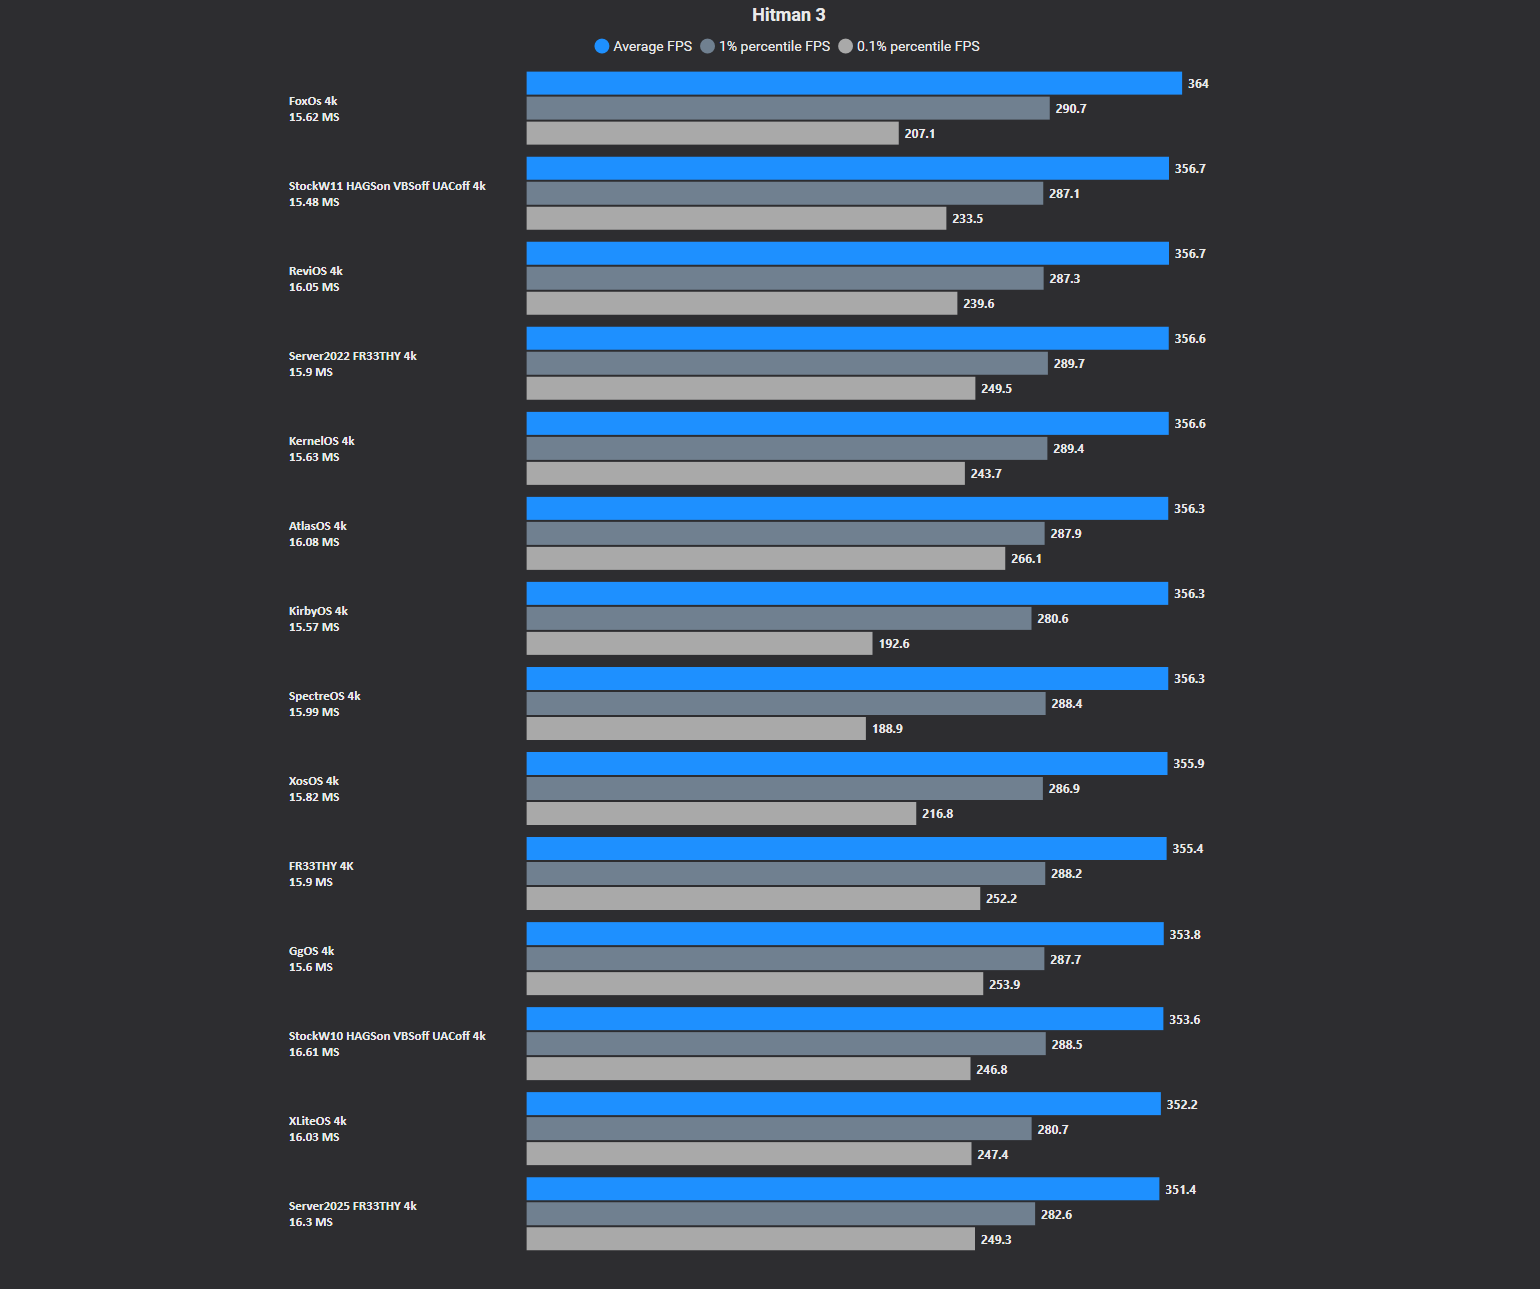 Hitman 3
Average FPS 1% percentile FPS 0.1% percentile FPS
FoxOs 4k
15.62 MS
364
290.7
207.1
StockW11 HAGSon VBSoff UACoff 4k
15.48 MS
356.7
287.1
233.5
ReviOS 4k
16.05 MS
356.7
287.3
239.6
Server2022 FR33THY 4k
15.9 MS
356.6
289.7
249.5
KernelOS 4k
15.63 MS
356.6
289.4
243.7
AtlasOS 4k
16.08 MS
356.3
287.9
266.1
KirbyOS 4k
15.57 MS
356.3
280.6
192.6
SpectreOS 4k
15.99 MS
356.3
288.4
188.9
XosOS 4k
15.82 MS
355.9
286.9
216.8
FR33THY 4K
15.9 MS
355.4
288.2
252.2
GgOS 4k
15.6 MS
353.8
287.7
253.9
StockW10 HAGSon VBSoff UACoff 4k
16.61 MS
353.6
288.5
246.8
XLiteOS 4k
16.03 MS
352.2
280.7
247.4
Server2025 FR33THY 4k
16.3 MS
351.4
282.6
249.3